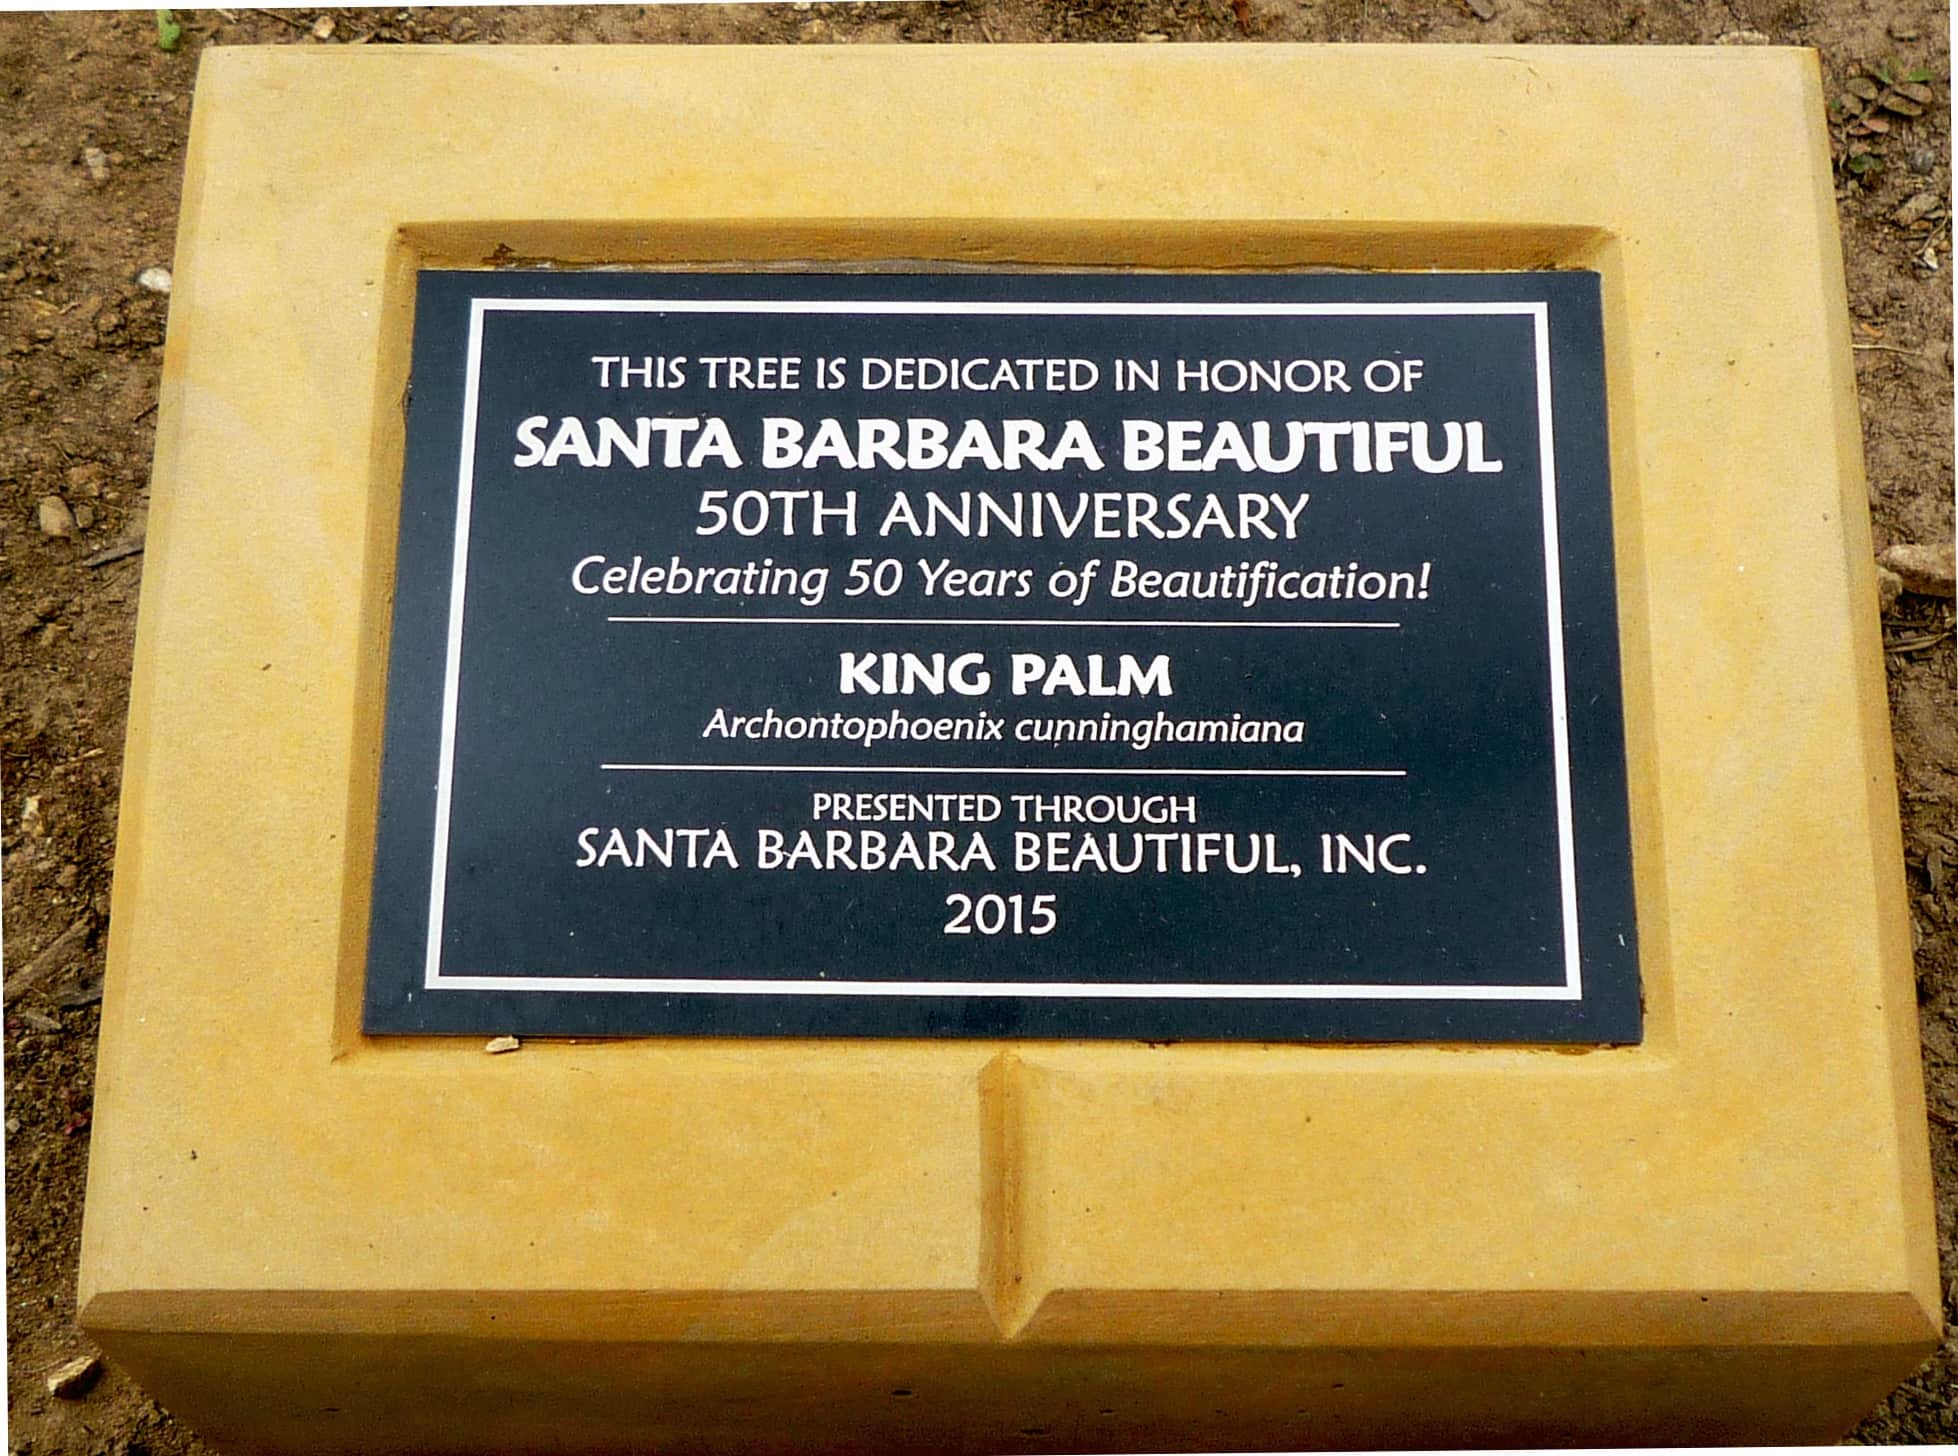 THIS TREE IS DEDICATED IN HONOR OF
SANTA BARBARA BEAUTIFUL
50TH ANNIVERSARY
Celebrating 50 Years of Beautification!
KING PALM
Archontophoenix cunninghamiana
PRESENTED THROUGH
SANTA BARBARA BEAUTIFUL, INC.
2015